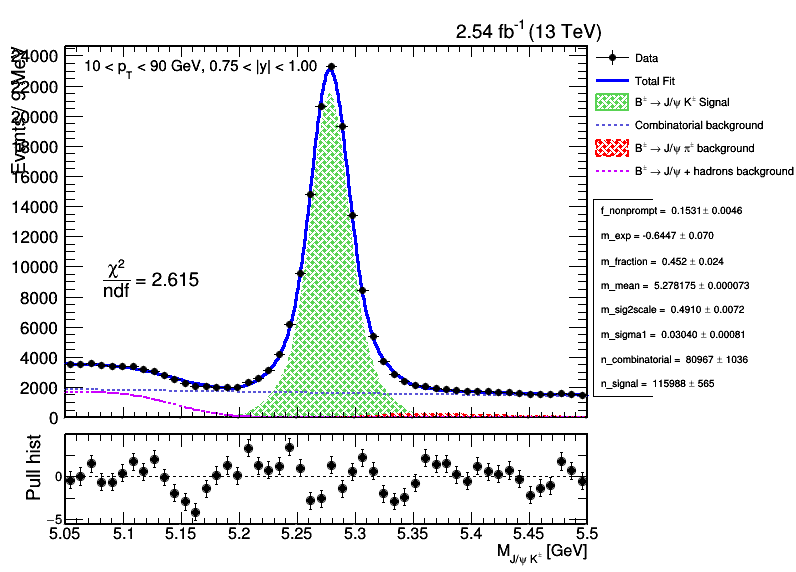 2.54 fb⁻¹ (13 TeV)
Events / 9 MeV
10 < p_T < 90 GeV, 0.75 < |y| < 1.00
χ²/ndf = 2.615
24000
22000
20000
18000
16000
14000
12000
10000
8000
6000
4000
2000
0
Data
Total Fit
B± → J/ψ K± Signal
Combinatorial background
B± → J/ψ π± background
B± → J/ψ + hadrons background
f_nonprompt = 0.1531 ± 0.0046
m_exp = -0.6447 ± 0.070
m_fraction = 0.452 ± 0.024
m_mean = 5.278175 ± 0.000073
m_sig2scale = 0.4910 ± 0.0072
m_sigma1 = 0.03040 ± 0.00081
n_combinatorial = 80967 ± 1036
n_signal = 115988 ± 565
Pull hist
0
−5
5.05 5.1 5.15 5.2 5.25 5.3 5.35 5.4 5.45 5.5
M_J/ψ K± [GeV]